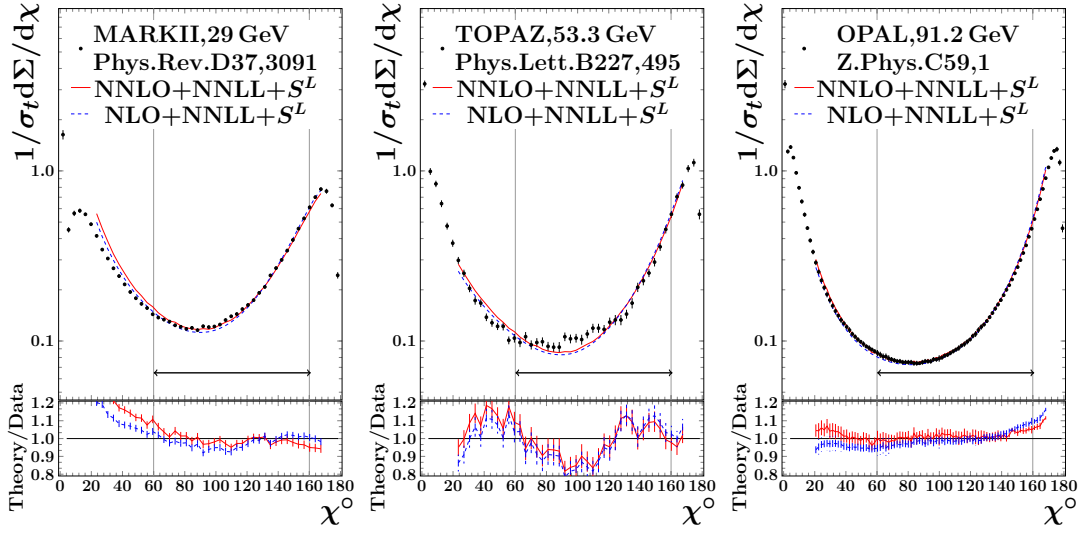 1/σ_t dΣ/dχ
MARKII,29 GeV
Phys.Rev.D37,3091
NNLO+NNLL+S^L
NLO+NNLL+S^L
1.0
0.1
Theory/Data
1.2
1.1
1.0
0.9
0.8
0 20 40 60 80 100 120 140 160 180
χ°
1/σ_t dΣ/dχ
TOPAZ,53.3 GeV
Phys.Lett.B227,495
NNLO+NNLL+S^L
NLO+NNLL+S^L
1.0
0.1
Theory/Data
1.2
1.1
1.0
0.9
0.8
0 20 40 60 80 100 120 140 160 180
χ°
1/σ_t dΣ/dχ
OPAL,91.2 GeV
Z.Phys.C59,1
NNLO+NNLL+S^L
NLO+NNLL+S^L
1.0
0.1
Theory/Data
1.2
1.1
1.0
0.9
0.8
0 20 40 60 80 100 120 140 160 180
χ°